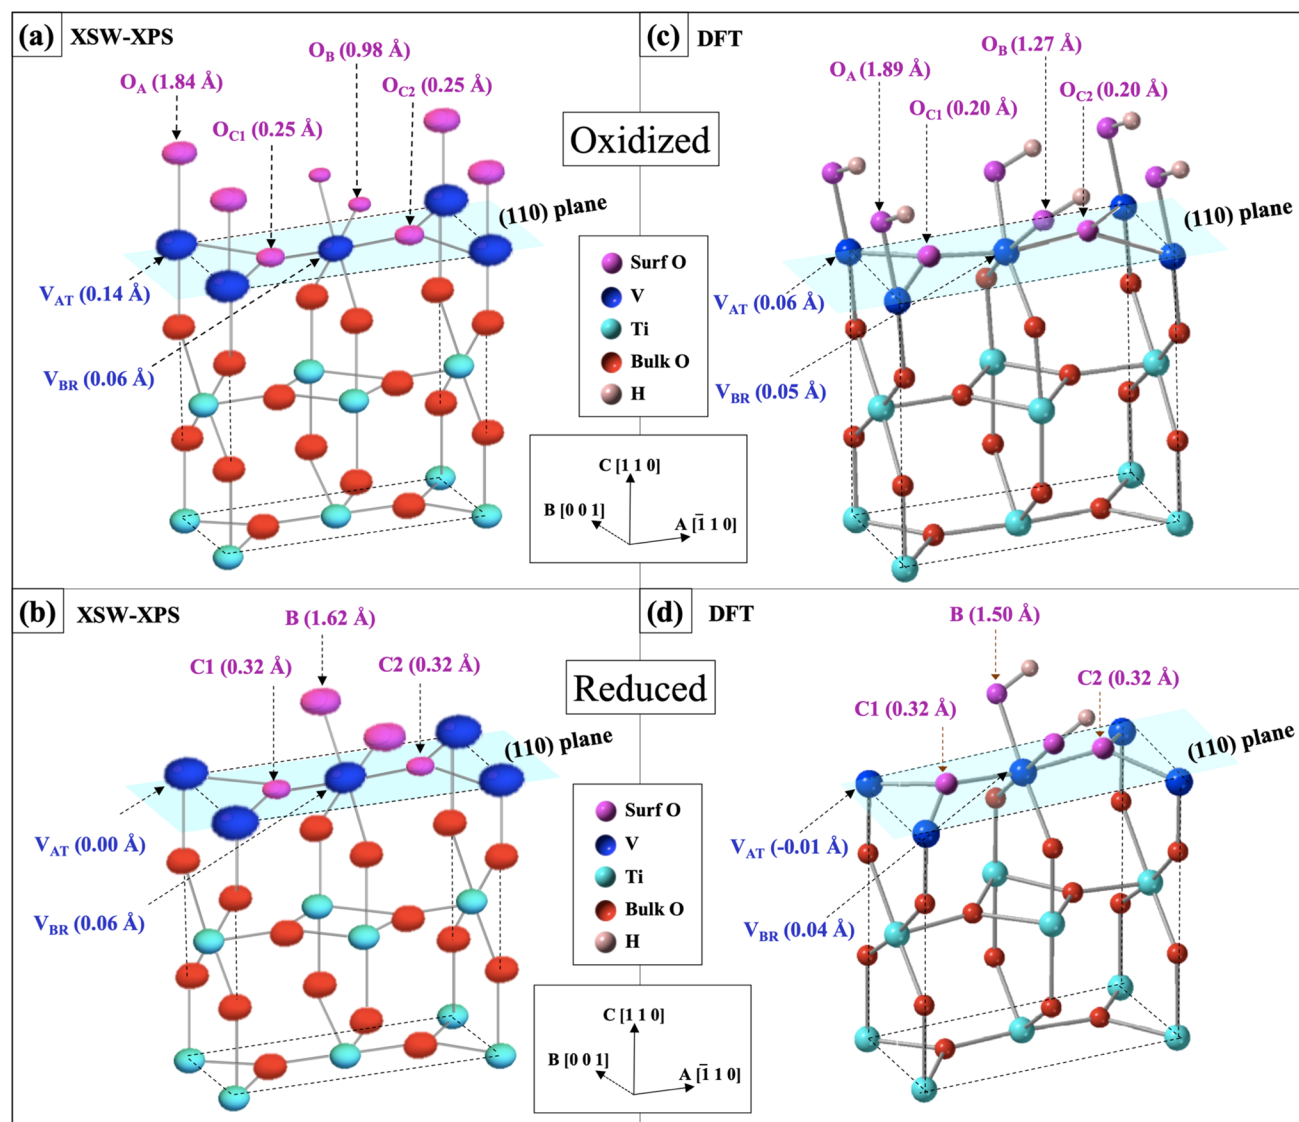 (a) XSW-XPS
O_B (0.98 Å)
O_A (1.84 Å)
O_C2 (0.25 Å)
O_C1 (0.25 Å)
(110) plane
V_AT (0.14 Å)
V_BR (0.06 Å)
Oxidized
Surf O
V
Ti
Bulk O
H
C [1 1 0]
B [0 0 1]
A [1̅ 1 0]
(c) DFT
O_B (1.27 Å)
O_A (1.89 Å)
O_C2 (0.20 Å)
O_C1 (0.20 Å)
(110) plane
V_AT (0.06 Å)
V_BR (0.05 Å)
(b) XSW-XPS
B (1.62 Å)
C1 (0.32 Å)
C2 (0.32 Å)
(110) plane
V_AT (0.00 Å)
V_BR (0.06 Å)
Reduced
Surf O
V
Ti
Bulk O
H
C [1 1 0]
B [0 0 1]
A [1̅ 1 0]
(d) DFT
B (1.50 Å)
C2 (0.32 Å)
C1 (0.32 Å)
(110) plane
V_AT (-0.01 Å)
V_BR (0.04 Å)